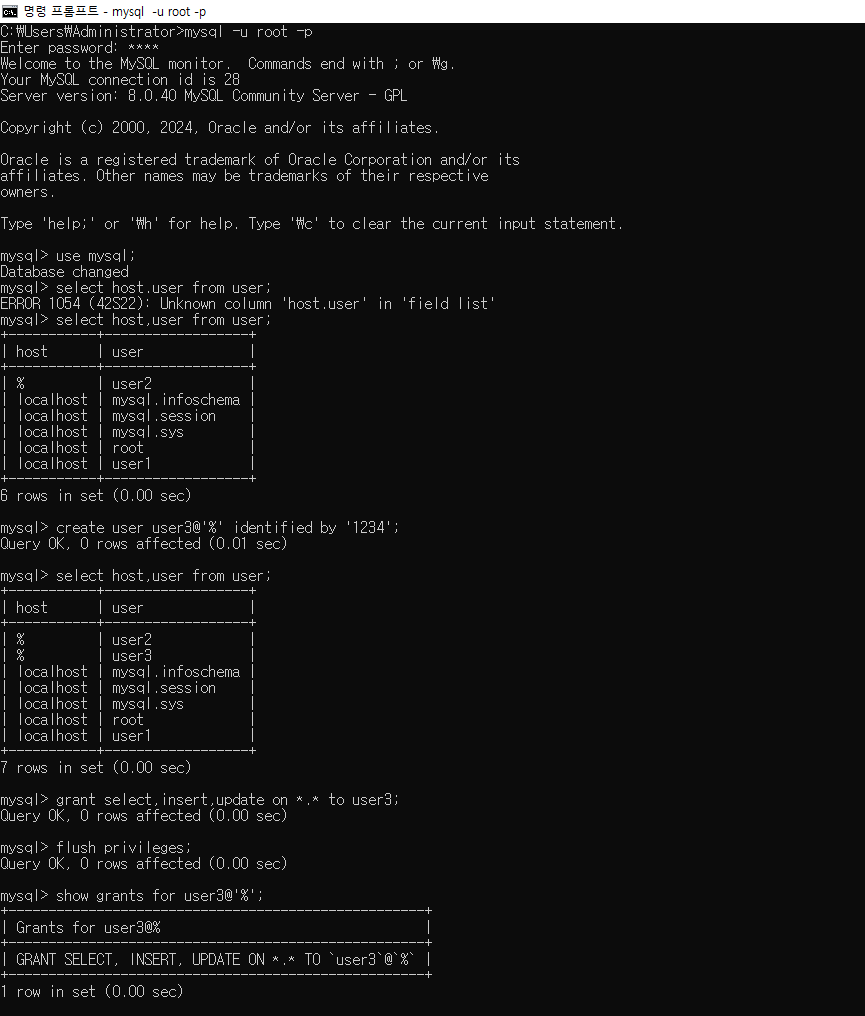 명령 프롬프트 - mysql  -u root -p
C:₩Users₩Administrator>mysql -u root -p
Enter password: ****
Welcome to the MySQL monitor.  Commands end with ; or ₩g.
Your MySQL connection id is 28
Server version: 8.0.40 MySQL Community Server - GPL

Copyright (c) 2000, 2024, Oracle and/or its affiliates.

Oracle is a registered trademark of Oracle Corporation and/or its
affiliates. Other names may be trademarks of their respective
owners.

Type 'help;' or '₩h' for help. Type '₩c' to clear the current input statement.

mysql> use mysql;
Database changed
mysql> select host.user from user;
ERROR 1054 (42S22): Unknown column 'host.user' in 'field list'
mysql> select host,user from user;
+-----------+------------------+
| host      | user             |
+-----------+------------------+
| %         | user2            |
| localhost | mysql.infoschema |
| localhost | mysql.session    |
| localhost | mysql.sys        |
| localhost | root             |
| localhost | user1            |
+-----------+------------------+
6 rows in set (0.00 sec)

mysql> create user user3@'%' identified by '1234';
Query OK, 0 rows affected (0.01 sec)

mysql> select host,user from user;
+-----------+------------------+
| host      | user             |
+-----------+------------------+
| %         | user2            |
| %         | user3            |
| localhost | mysql.infoschema |
| localhost | mysql.session    |
| localhost | mysql.sys        |
| localhost | root             |
| localhost | user1            |
+-----------+------------------+
7 rows in set (0.00 sec)

mysql> grant select,insert,update on *.* to user3;
Query OK, 0 rows affected (0.00 sec)

mysql> flush privileges;
Query OK, 0 rows affected (0.00 sec)

mysql> show grants for user3@'%';
+----------------------------------------------------+
| Grants for user3@%                                 |
+----------------------------------------------------+
| GRANT SELECT, INSERT, UPDATE ON *.* TO `user3`@`%` |
+----------------------------------------------------+
1 row in set (0.00 sec)